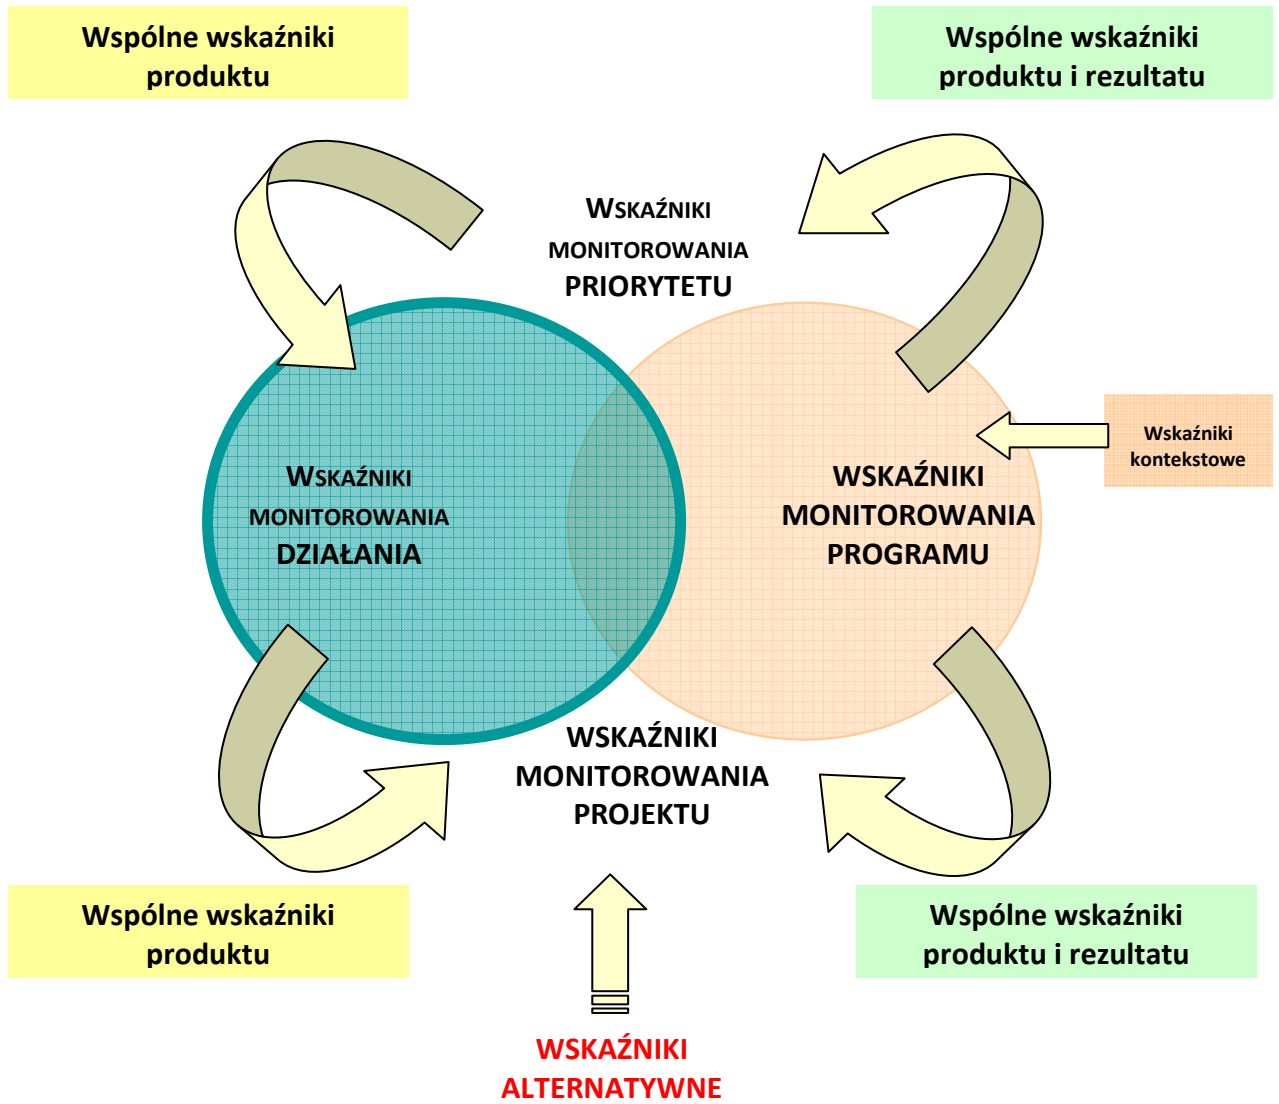 Wspólne wskaźniki
produktu
Wspólne wskaźniki
produktu i rezultatu
Wskaźniki
monitorowania
PRIORYTETU
Wskaźniki
kontekstowe
Wskaźniki
monitorowania
DZIAŁANIA
WSKAŹNIKI
MONITOROWANIA
PROGRAMU
WSKAŹNIKI
MONITOROWANIA
PROJEKTU
Wspólne wskaźniki
produktu
Wspólne wskaźniki
produktu i rezultatu
WSKAŹNIKI
ALTERNATYWNE